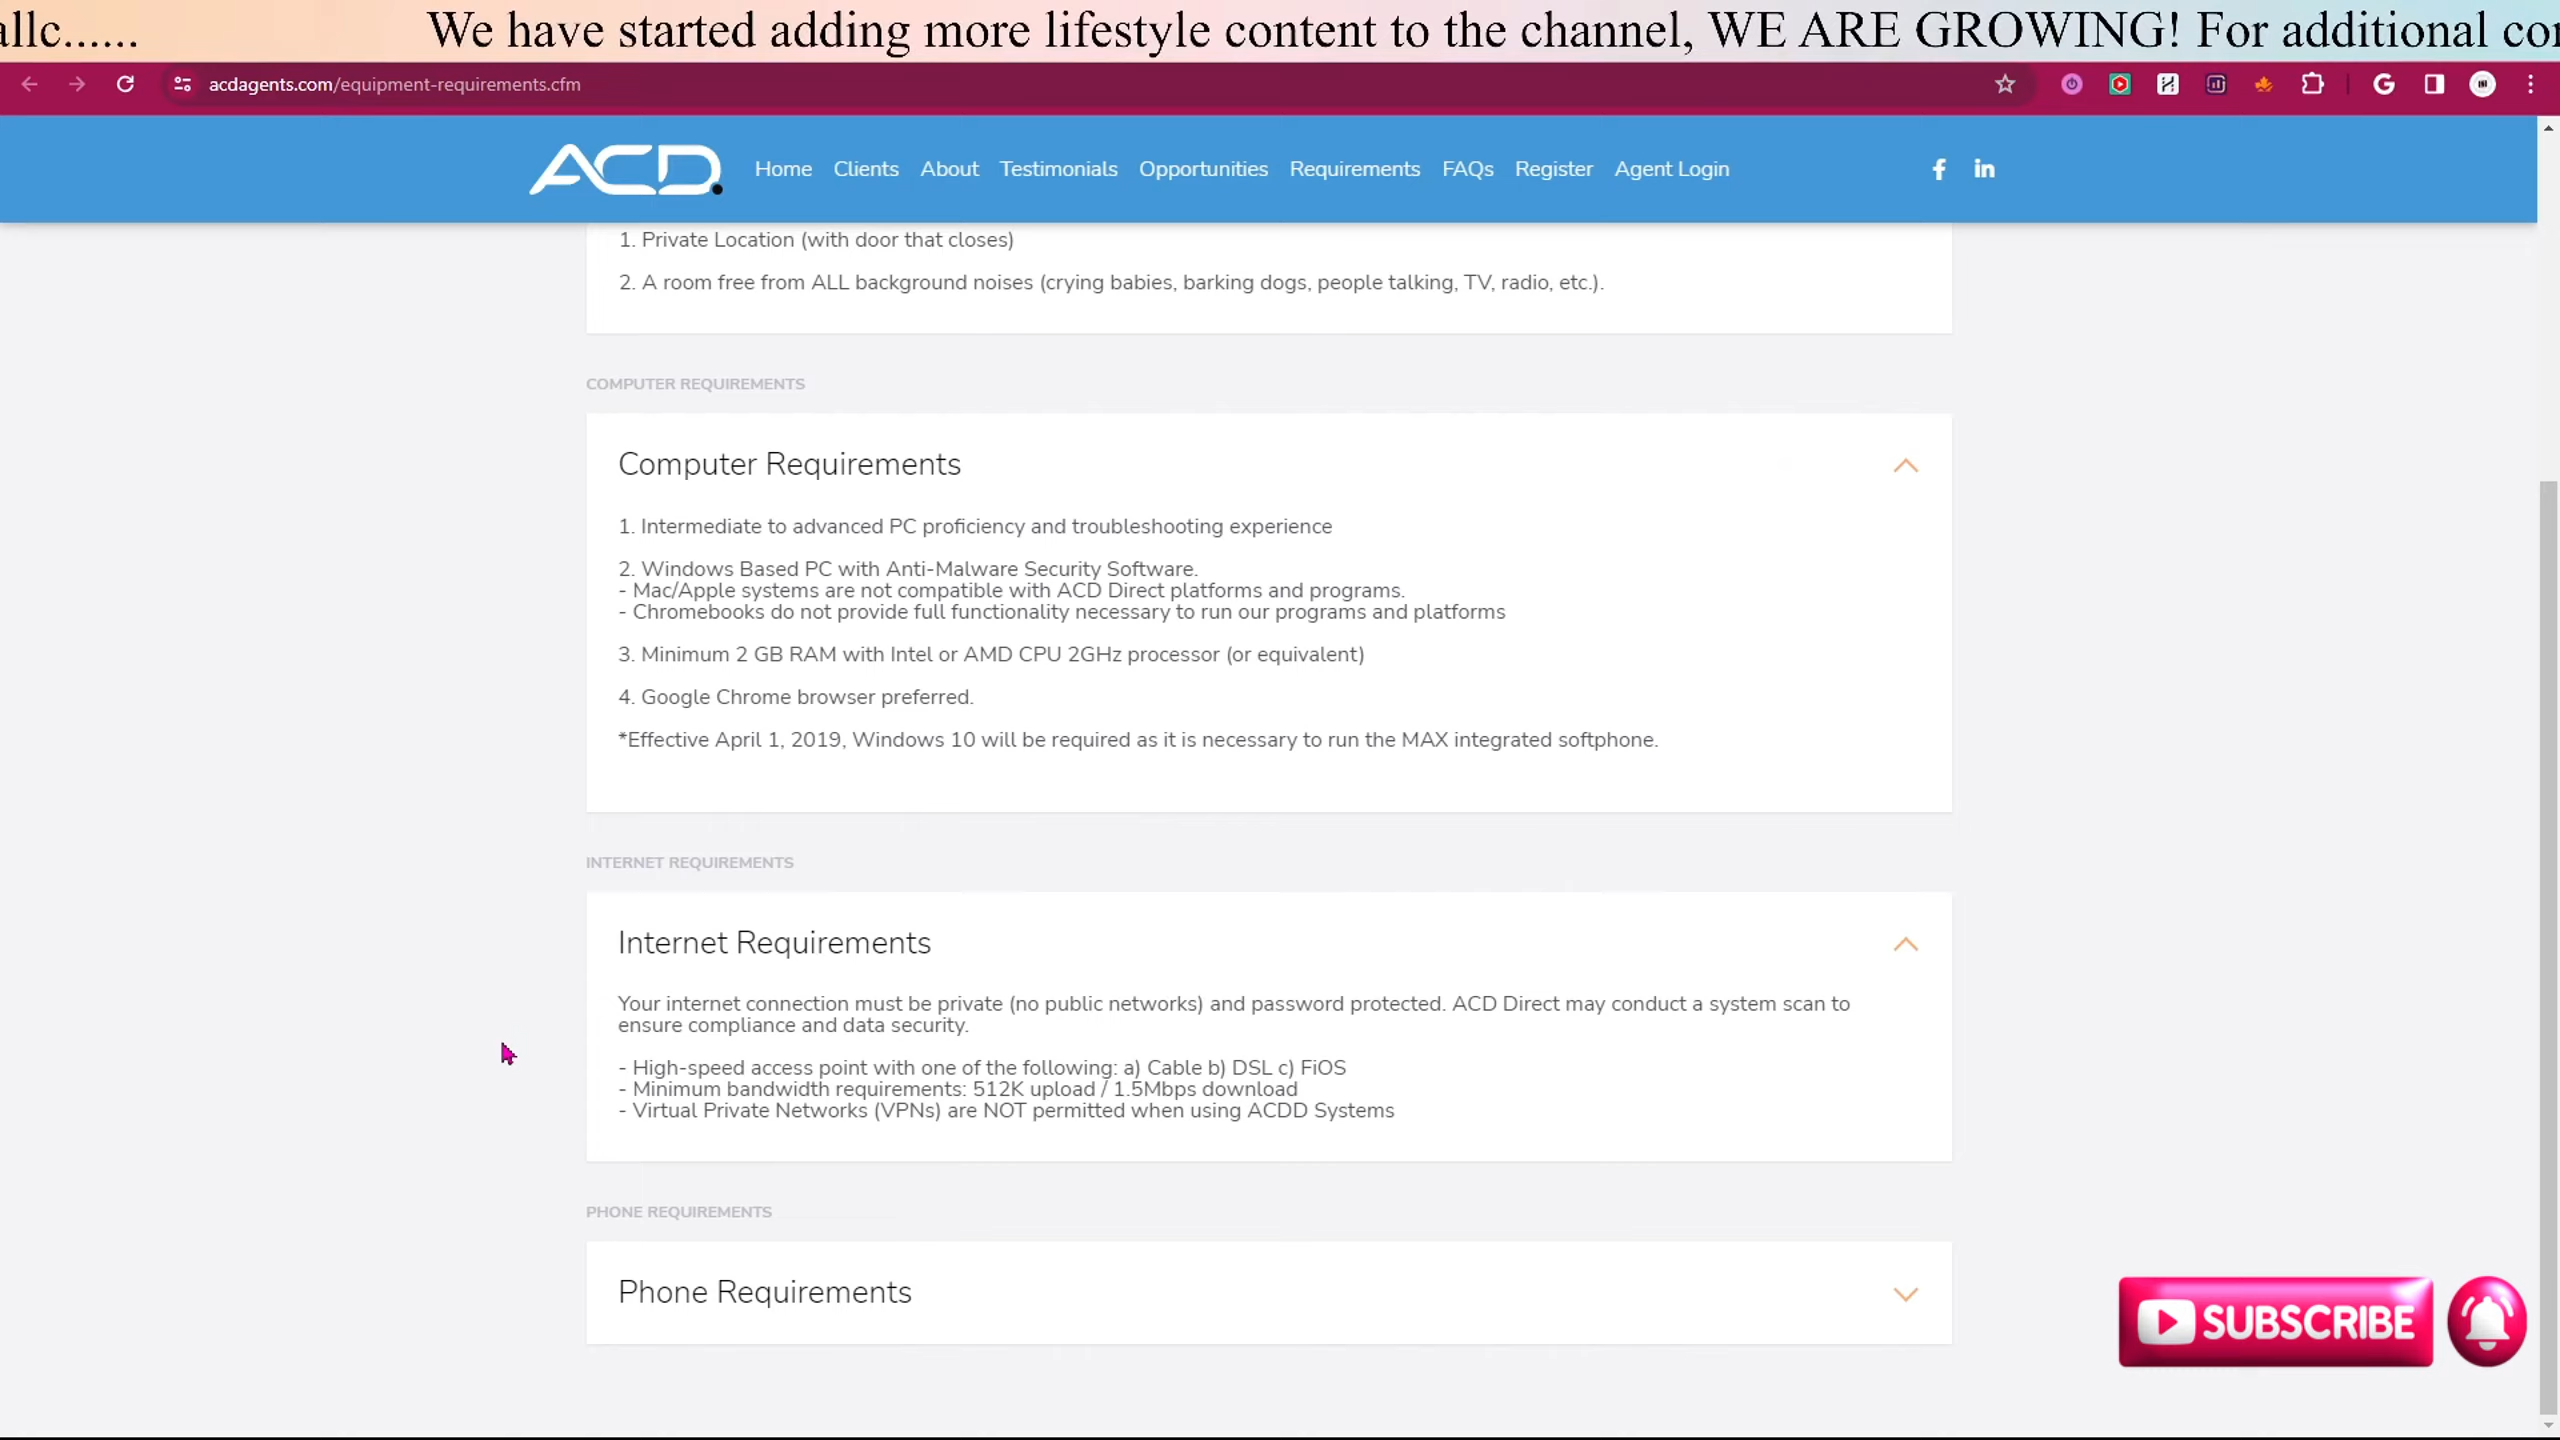 allc......
We have started adding more lifestyle content to the channel, WE ARE GROWING! For additional
acdagents.com/equipment-requirements.cfm
ACD.
Home Clients About Testimonials Opportunities Requirements FAQs Register Agent Login
1. Private Location (with door that closes)
2. A room free from ALL background noises (crying babies, barking dogs, people talking, TV, radio, etc.).
COMPUTER REQUIREMENTS
Computer Requirements
1. Intermediate to advanced PC proficiency and troubleshooting experience
2. Windows Based PC with Anti-Malware Security Software.
- Mac/Apple systems are not compatible with ACD Direct platforms and programs.
- Chromebooks do not provide full functionality necessary to run our programs and platforms
3. Minimum 2 GB RAM with Intel or AMD CPU 2GHz processor (or equivalent)
4. Google Chrome browser preferred.
*Effective April 1, 2019, Windows 10 will be required as it is necessary to run the MAX integrated softphone.
INTERNET REQUIREMENTS
Internet Requirements
Your internet connection must be private (no public networks) and password protected. ACD Direct may conduct a system scan to
ensure compliance and data security.
- High-speed access point with one of the following: a) Cable b) DSL c) FiOS
- Minimum bandwidth requirements: 512K upload / 1.5Mbps download
- Virtual Private Networks (VPNs) are NOT permitted when using ACDD Systems
PHONE REQUIREMENTS
Phone Requirements
SUBSCRIBE